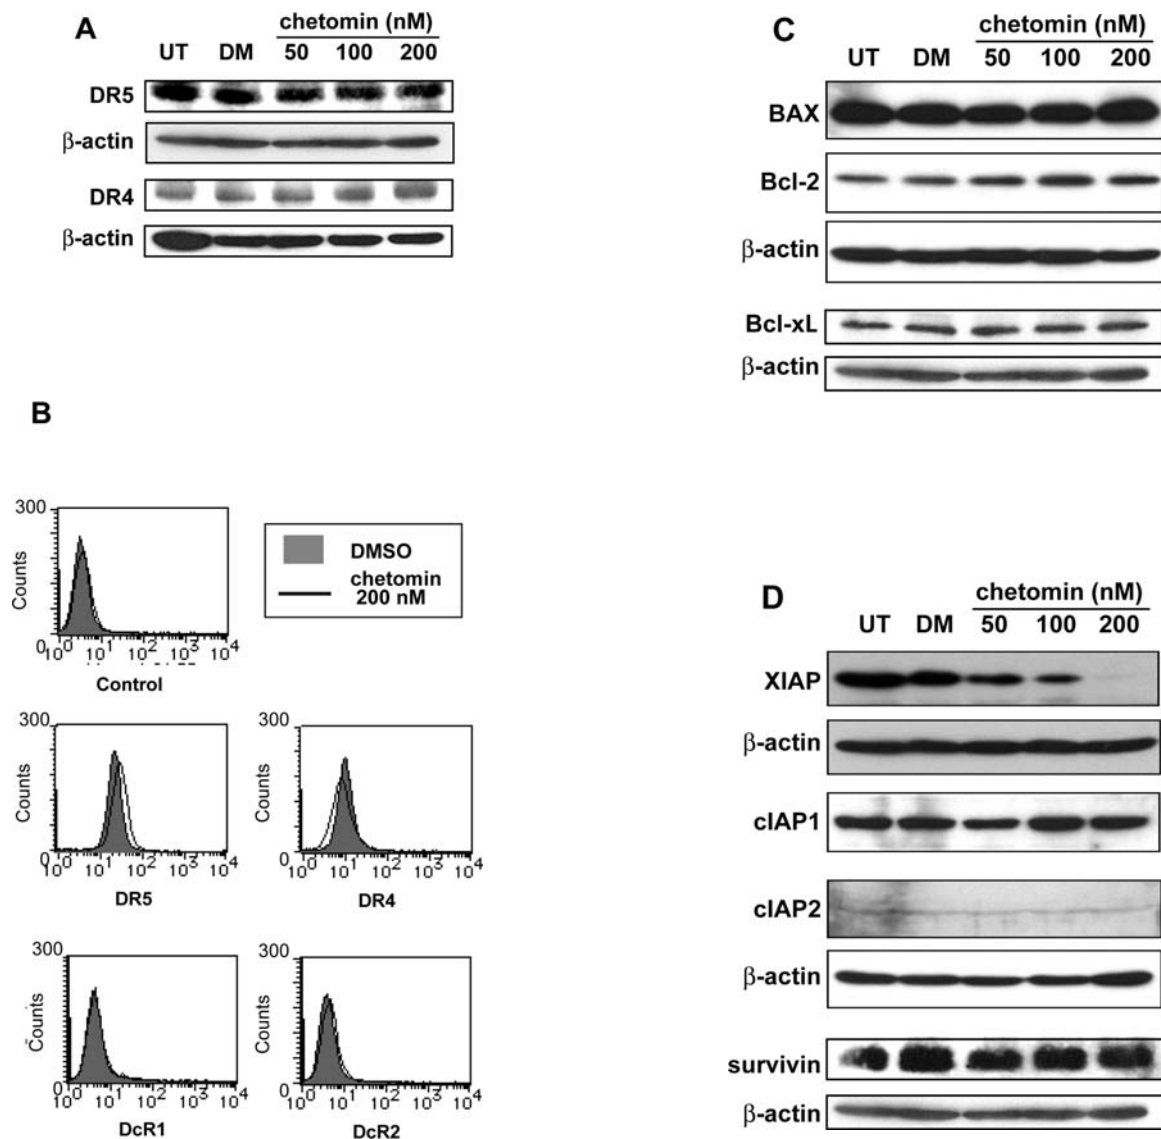 A
chetomin (nM)
UT DM 50 100 200
DR5
β-actin
DR4
β-actin
B
300
Counts
0
10⁰ 10¹ 10² 10³ 10⁴
Control
DMSO
chetomin
200 nM
300
Counts
0
10⁰ 10¹ 10² 10³ 10⁴
DR5
300
Counts
0
10⁰ 10¹ 10² 10³ 10⁴
DR4
300
Counts
0
10⁰ 10¹ 10² 10³ 10⁴
DcR1
300
Counts
0
10⁰ 10¹ 10² 10³ 10⁴
DcR2
C
chetomin (nM)
UT DM 50 100 200
BAX
Bcl-2
β-actin
Bcl-xL
β-actin
D
chetomin (nM)
UT DM 50 100 200
XIAP
β-actin
cIAP1
cIAP2
β-actin
survivin
β-actin